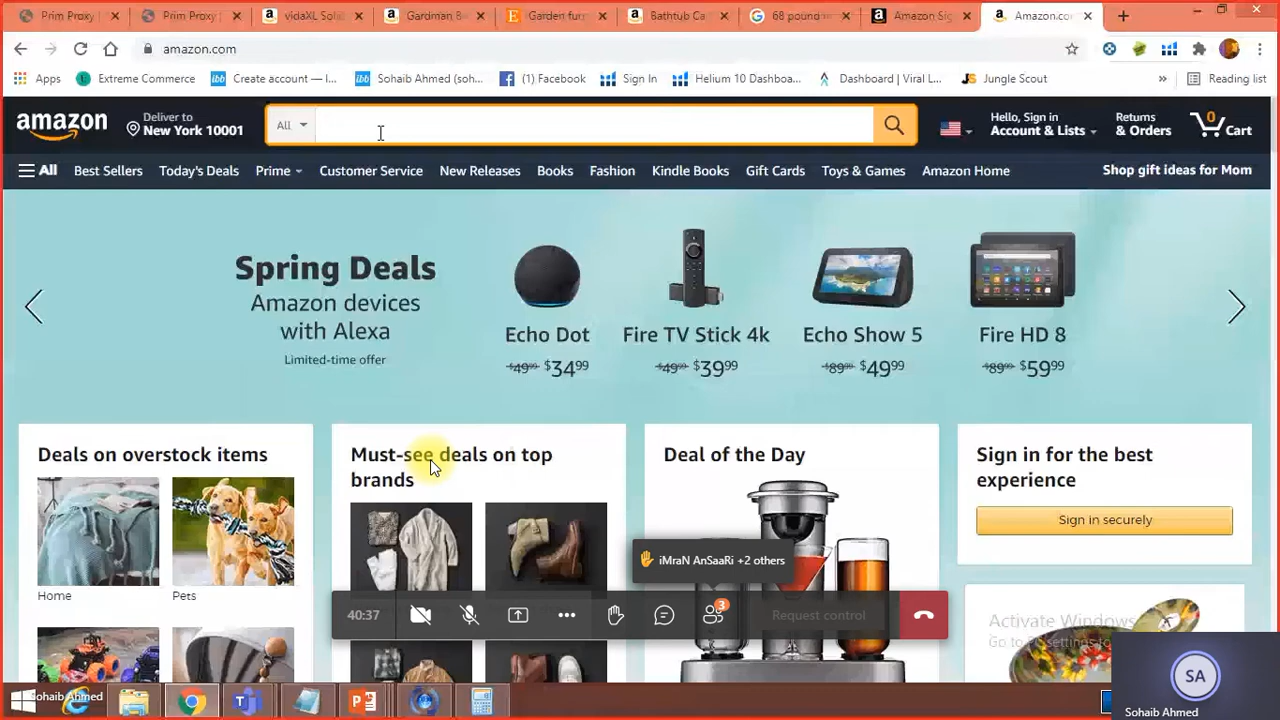 Prim Proxy
Prim Proxy
vidaXL Sol
Gardman B
Garden fur
Bathtub Ca
68 pound
Amazon Sig
Amazon.co
amazon.com
Apps
Extreme Commerce
Create account — I...
Sohaib Ahmed (soh...
(1) Facebook
Sign In
Helium 10 Dashboa...
Dashboard | Viral L...
Jungle Scout
»
Reading list
amazon
Deliver to
New York 10001
All
Hello, Sign in
Account & Lists
Returns
& Orders
0
Cart
All
Best Sellers
Today's Deals
Prime
Customer Service
New Releases
Books
Fashion
Kindle Books
Gift Cards
Toys & Games
Amazon Home
Shop gift ideas for Mom
Spring Deals
Amazon devices
with Alexa
Limited-time offer
Echo Dot
$49.99 $34.99
Fire TV Stick 4k
$49.99 $39.99
Echo Show 5
$89.99 $49.99
Fire HD 8
$89.99 $59.99
Deals on overstock items
Home
Pets
Must-see deals on top
brands
Deal of the Day
Sign in for the best
experience
Sign in securely
iMraN AnSaaRi +2 others
40:37
3
Request control
Activate Windows
Go to PC settings to
SA
Sohaib Ahmed
Sohaib Ahmed